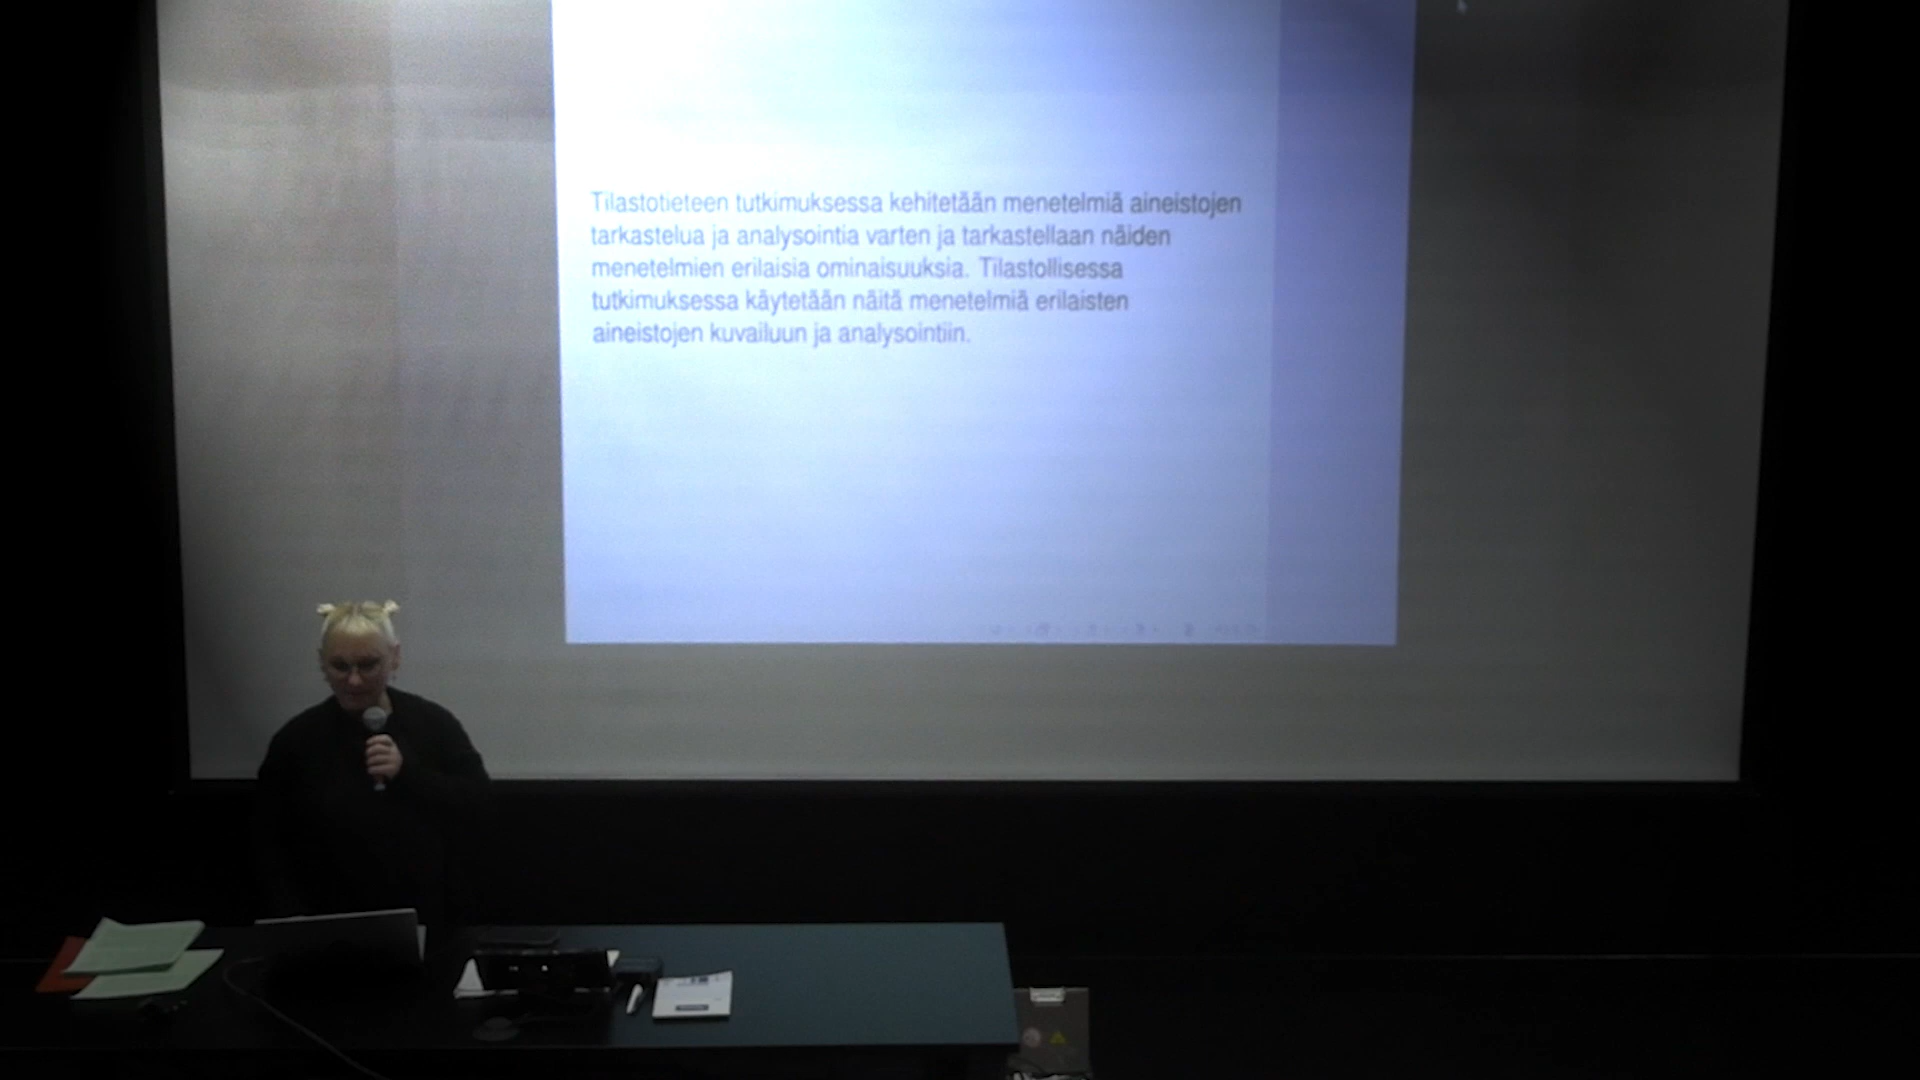 Tilastotieteen tutkimuksessa kehitetään menetelmiä aineistojen
tarkastelua ja analysointia varten ja tarkastellaan näiden
menetelmien erilaisia ominaisuuksia. Tilastollisessa
tutkimuksessa käytetään näitä menetelmiä erilaisten
aineistojen kuvailuun ja analysointiin.